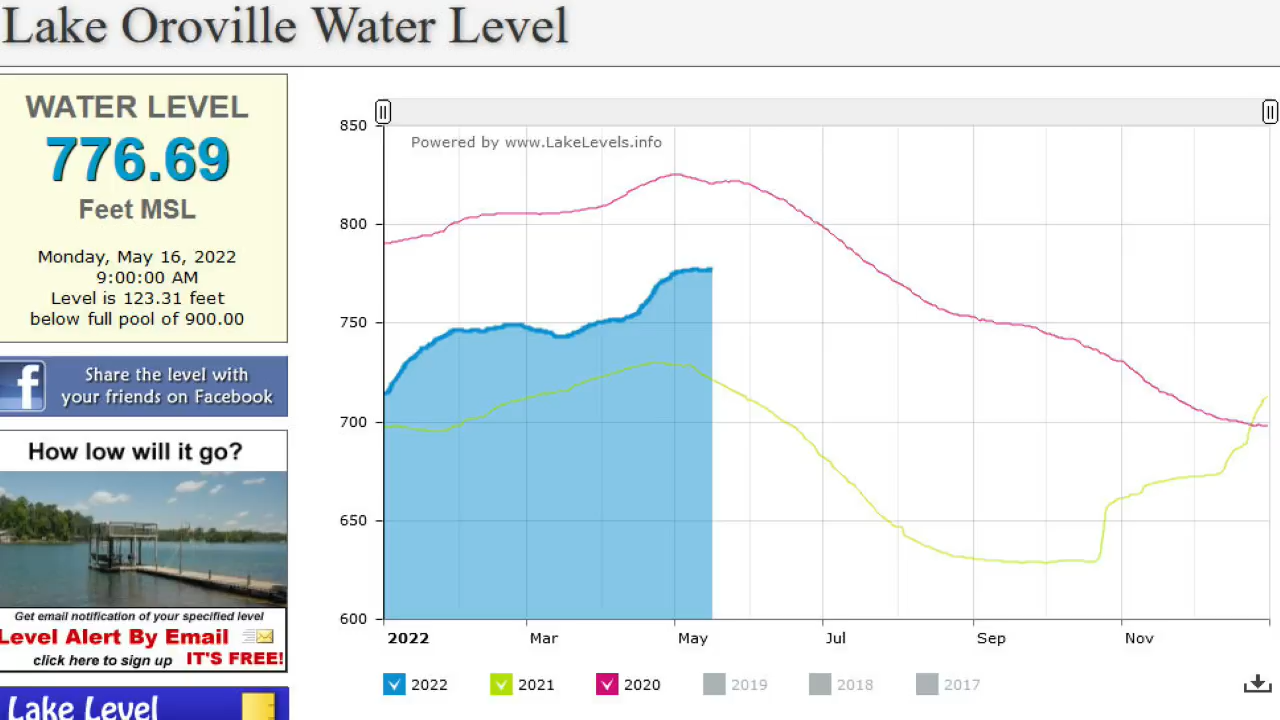 Lake Oroville Water Level
WATER LEVEL
776.69
Feet MSL
Monday, May 16, 2022
9:00:00 AM
Level is 123.31 feet
below full pool of 900.00
f
Share the level with
your friends on Facebook
How low will it go?
Get email notification of your specified level
Level Alert By Email
click here to sign up IT'S FREE!
Lake Level
Powered by www.LakeLevels.info
850
800
750
700
650
600
2022 Mar May Jul Sep Nov
2022 2021 2020 2019 2018 2017